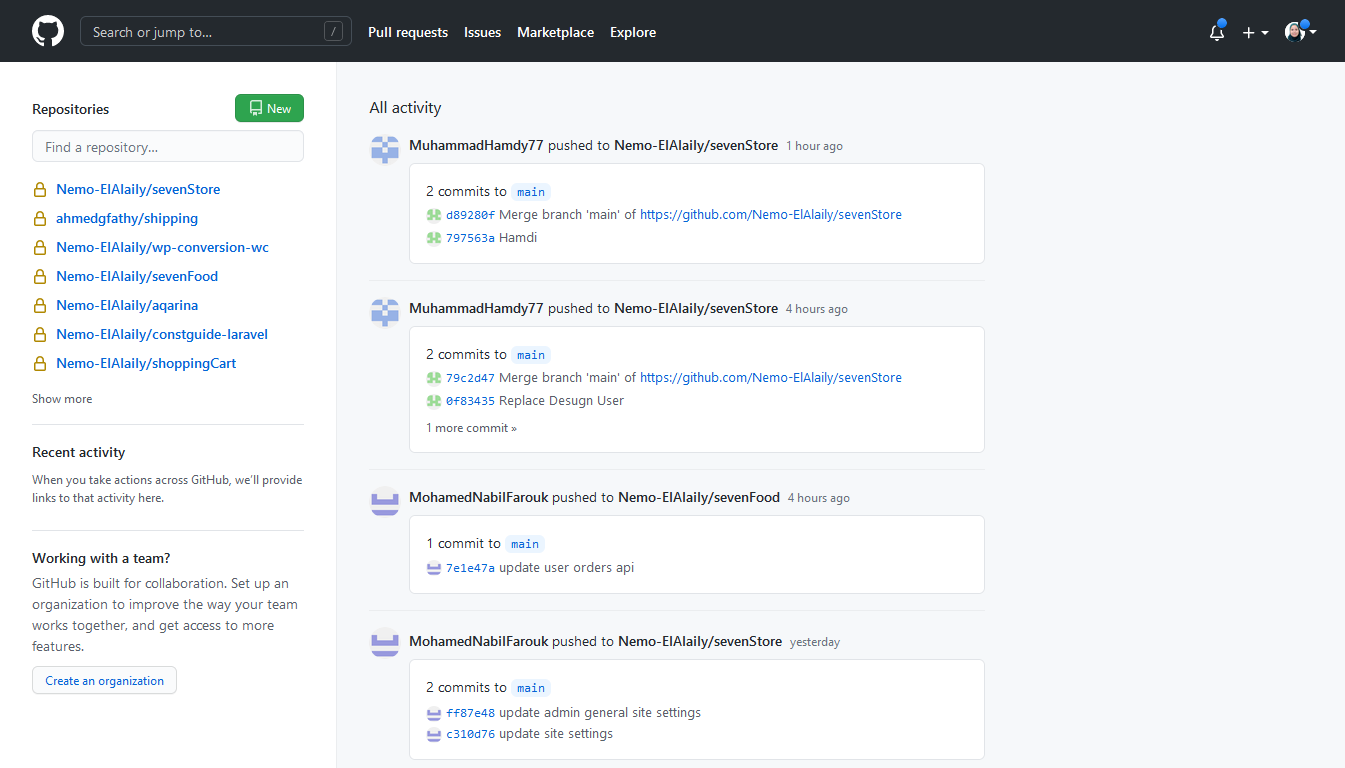 Search or jump to... /
Pull requests Issues Marketplace Explore
Repositories
New
Find a repository...
Nemo-ElAlaily/sevenStore
ahmedgfathy/shipping
Nemo-ElAlaily/wp-conversion-wc
Nemo-ElAlaily/sevenFood
Nemo-ElAlaily/aqarina
Nemo-ElAlaily/constguide-laravel
Nemo-ElAlaily/shoppingCart
Show more
Recent activity
When you take actions across GitHub, we'll provide
links to that activity here.
Working with a team?
GitHub is built for collaboration. Set up an
organization to improve the way your team
works together, and get access to more
features.
Create an organization
All activity
MuhammadHamdy77 pushed to Nemo-ElAlaily/sevenStore 1 hour ago
2 commits to main
d89280f Merge branch 'main' of https://github.com/Nemo-ElAlaily/sevenStore
797563a Hamdi
MuhammadHamdy77 pushed to Nemo-ElAlaily/sevenStore 4 hours ago
2 commits to main
79c2d47 Merge branch 'main' of https://github.com/Nemo-ElAlaily/sevenStore
0f83435 Replace Desugn User
1 more commit »
MohamedNabilFarouk pushed to Nemo-ElAlaily/sevenFood 4 hours ago
1 commit to main
7e1e47a update user orders api
MohamedNabilFarouk pushed to Nemo-ElAlaily/sevenStore yesterday
2 commits to main
ff87e48 update admin general site settings
c310d76 update site settings